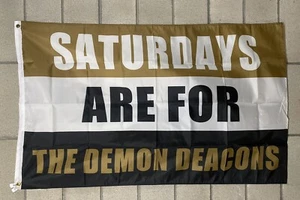 SATURDAYS
ARE FOR
THE DEMON DEACONS